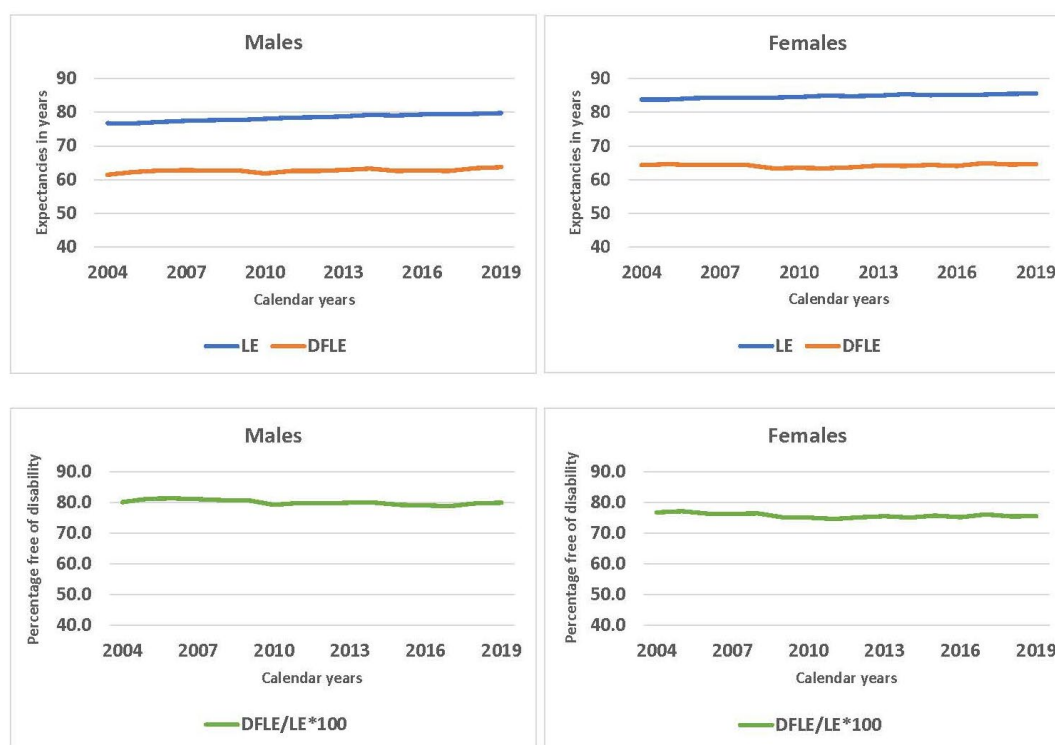 Males
Expectancies in years
90
80
70
60
50
40
2004 2007 2010 2013 2016 2019
Calendar years
LE DFLE
Females
Expectancies in years
90
80
70
60
50
40
2004 2007 2010 2013 2016 2019
Calendar years
LE DFLE
Males
Percentage free of disability
90.0
80.0
70.0
60.0
50.0
40.0
2004 2007 2010 2013 2016 2019
Calendar years
DFLE/LE*100
Females
Percentage free of disability
90.0
80.0
70.0
60.0
50.0
40.0
2004 2007 2010 2013 2016 2019
Calendar years
DFLE/LE*100